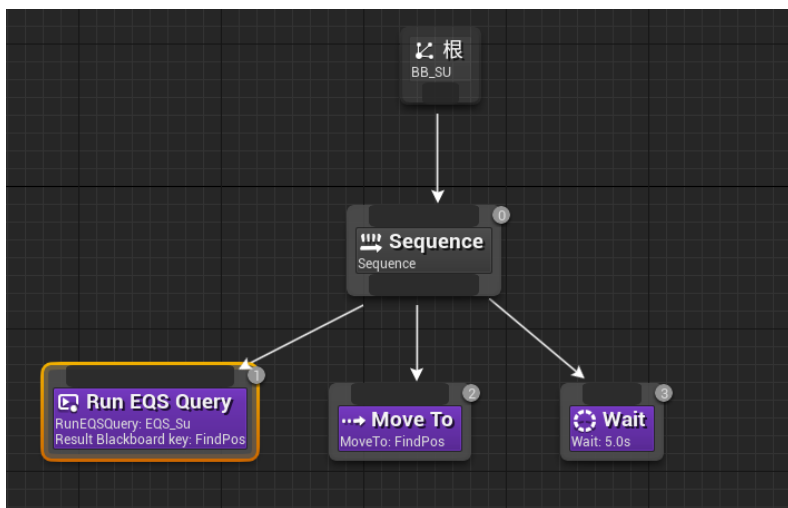 根
BB_SU
0
Sequence
Sequence
1
Run EQS Query
RunEQSQuery: EQS_Su
Result Blackboard key: FindPos
2
Move To
MoveTo: FindPos
3
Wait
Wait: 5.0s